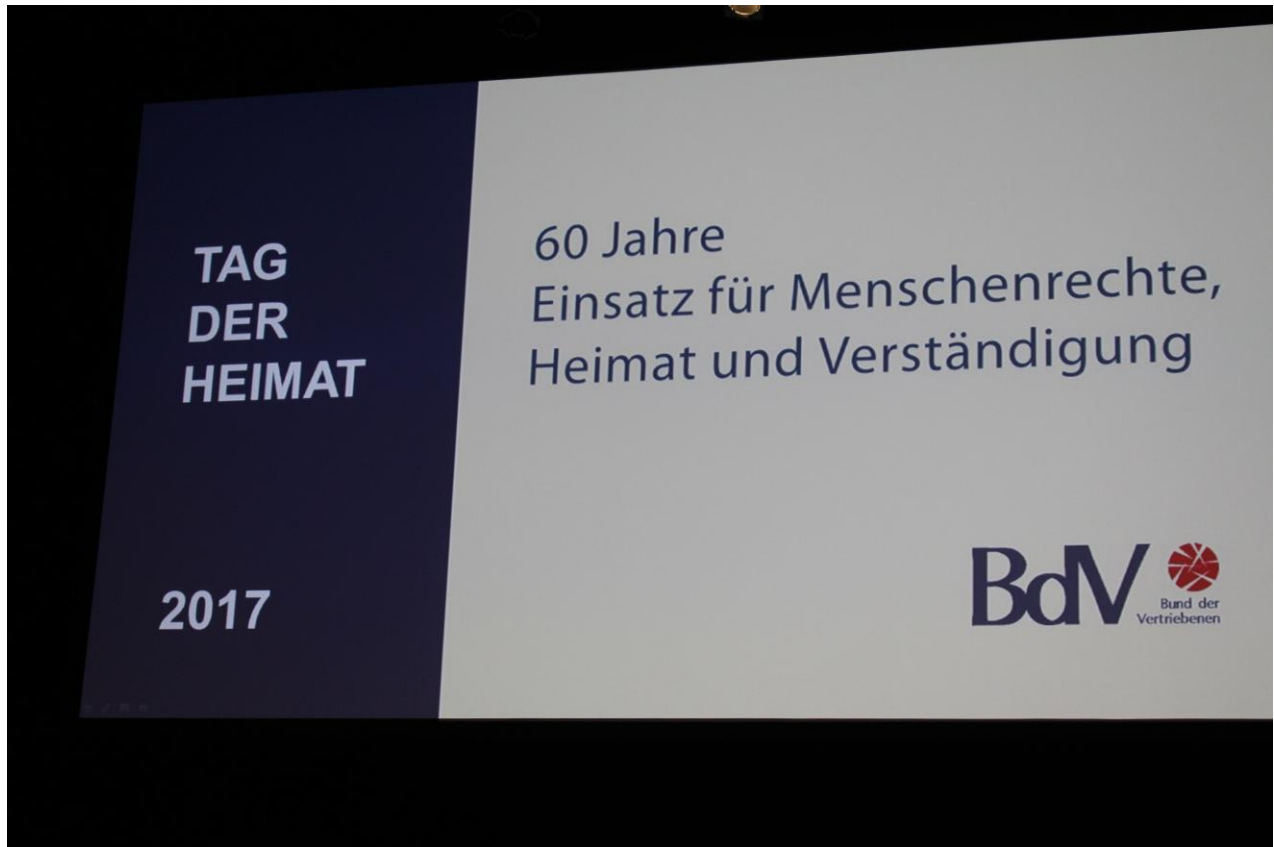 TAG
DER
HEIMAT
2017
60 Jahre
Einsatz für Menschenrechte,
Heimat und Verständigung
BdV
Bund der
Vertriebenen